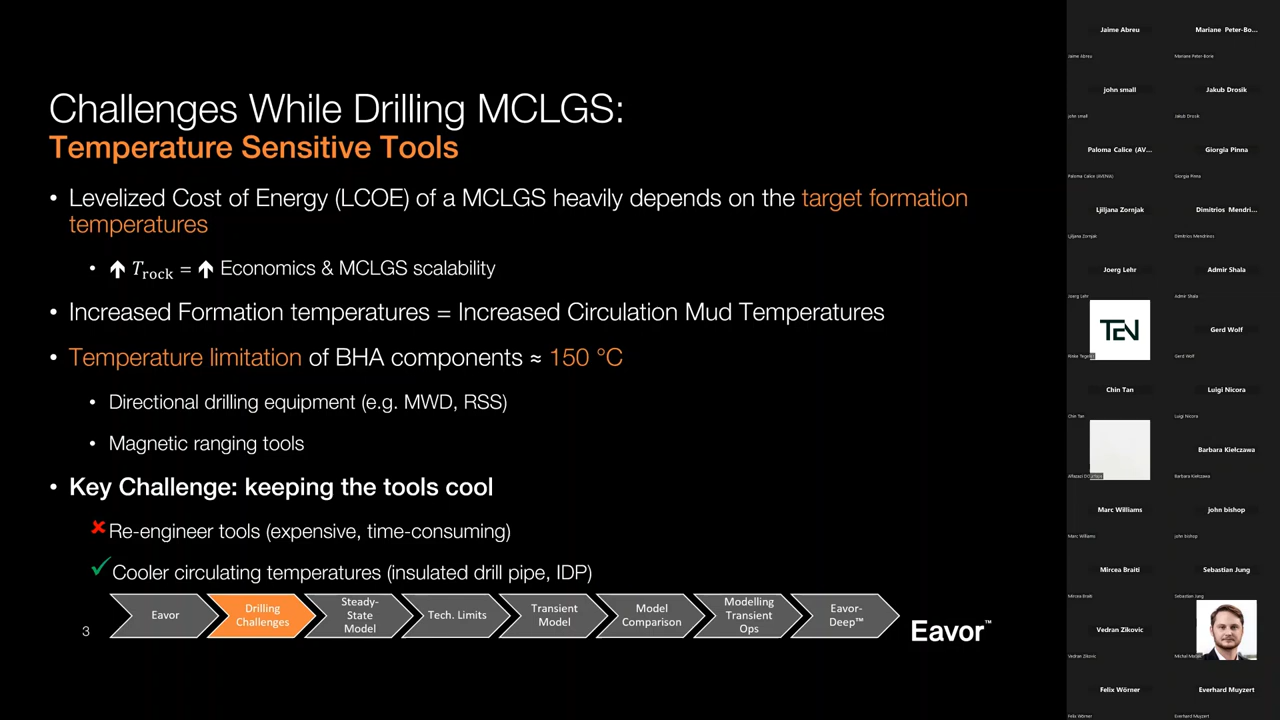 Challenges While Drilling MCLGS:
Temperature Sensitive Tools
• Levelized Cost of Energy (LCOE) of a MCLGS heavily depends on the target formation
temperatures
• 🡅 Trock = 🡅 Economics & MCLGS scalability
• Increased Formation temperatures = Increased Circulation Mud Temperatures
• Temperature limitation of BHA components ≈ 150 °C
• Directional drilling equipment (e.g. MWD, RSS)
• Magnetic ranging tools
• Key Challenge: keeping the tools cool
✘ Re-engineer tools (expensive, time-consuming)
✓ Cooler circulating temperatures (insulated drill pipe, IDP)
3
Eavor
Drilling
Challenges
Steady-
State
Model
Tech. Limits
Transient
Model
Model
Comparison
Modelling
Transient
Ops
Eavor-
Deep™
Eavor™
Jaime Abreu
Jaime Abreu
Mariane Peter-Bo...
Mariane Peter-Borie
john small
john small
Jakub Drosik
Jakub Drosik
Paloma Calice (AV...
Paloma Calice (AVENIA)
Giorgia Pinna
Giorgia Pinna
Ljiljana Zornjak
Ljiljana Zornjak
Dimitrios Mendri...
Dimitrios Mendrinos
Joerg Lehr
Joerg Lehr
Admir Shala
Admir Shala
TEN
Gerd Wolf
Gerd Wolf
Chin Tan
Chin Tan
Luigi Nicora
Luigi Nicora
Barbara Kiełczawa
Barbara Kiełczawa
Marc Williams
Marc Williams
john bishop
john bishop
Mircea Braiti
Mircea Braiti
Sebastian Jung
Sebastian Jung
Vedran Zikovic
Vedran Zikovic
Felix Wörner
Felix Wörner
Everhard Muyzert
Everhard Muyzert